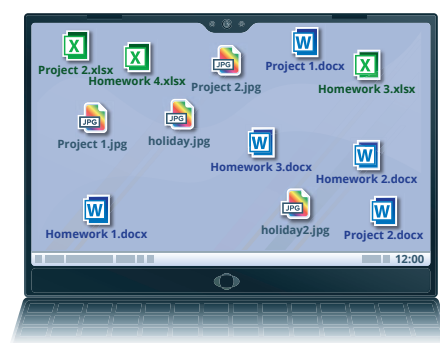 X
Project 2.xlsx
X
Homework 4.xlsx
JPG
Project 2.jpg
W
Project 1.docx
X
Homework 3.xlsx
JPG
Project 1.jpg
JPG
holiday.jpg
W
Homework 3.docx
W
Homework 2.docx
W
Homework 1.docx
JPG
holiday2.jpg
W
Project 2.docx
12:00